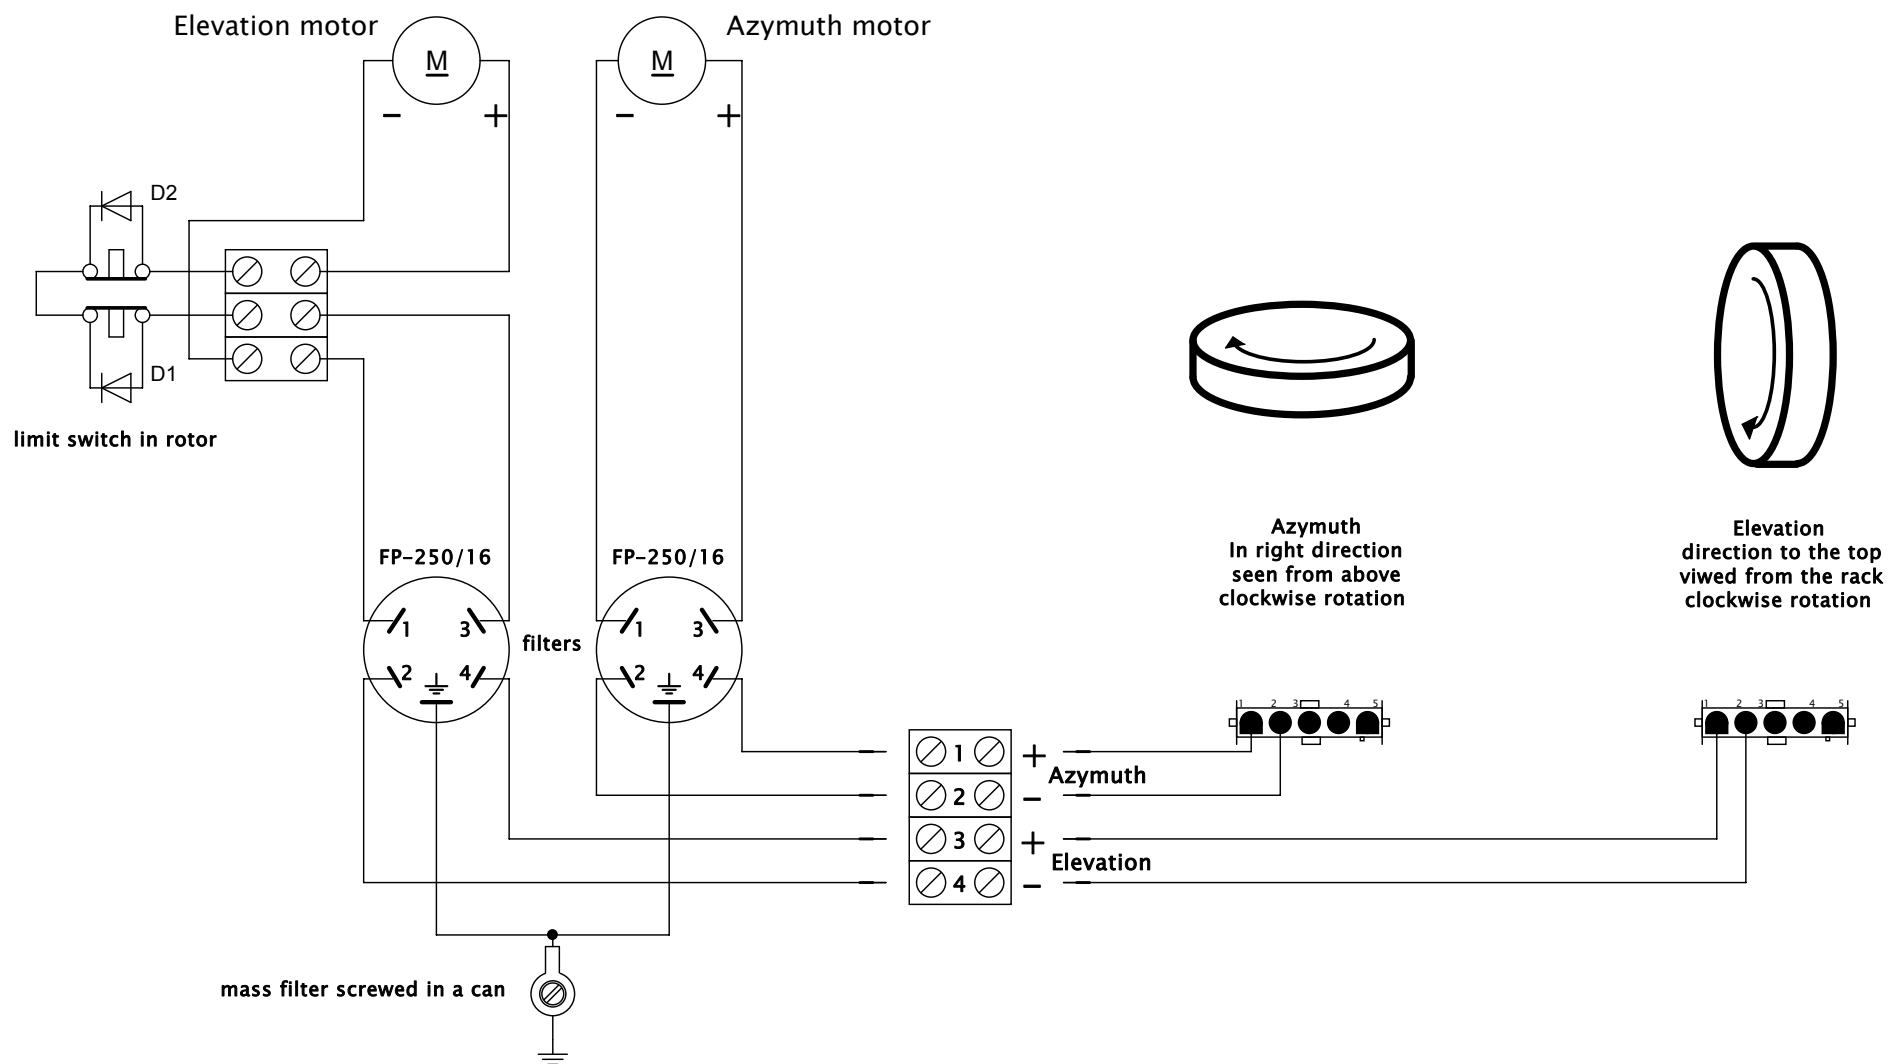 Elevation motor
Azymuth motor
M
M
- +
- +
D2
D1
limit switch in rotor
FP-250/16
FP-250/16
1 3
2 4
filters
1 3
2 4
Azymuth
In right direction
seen from above
clockwise rotation
Elevation
direction to the top
viwed from the rack
clockwise rotation
1 2 3 4 5
1 2 3 4 5
1 +
Azymuth
2 -
3 +
Elevation
4 -
mass filter screwed in a can